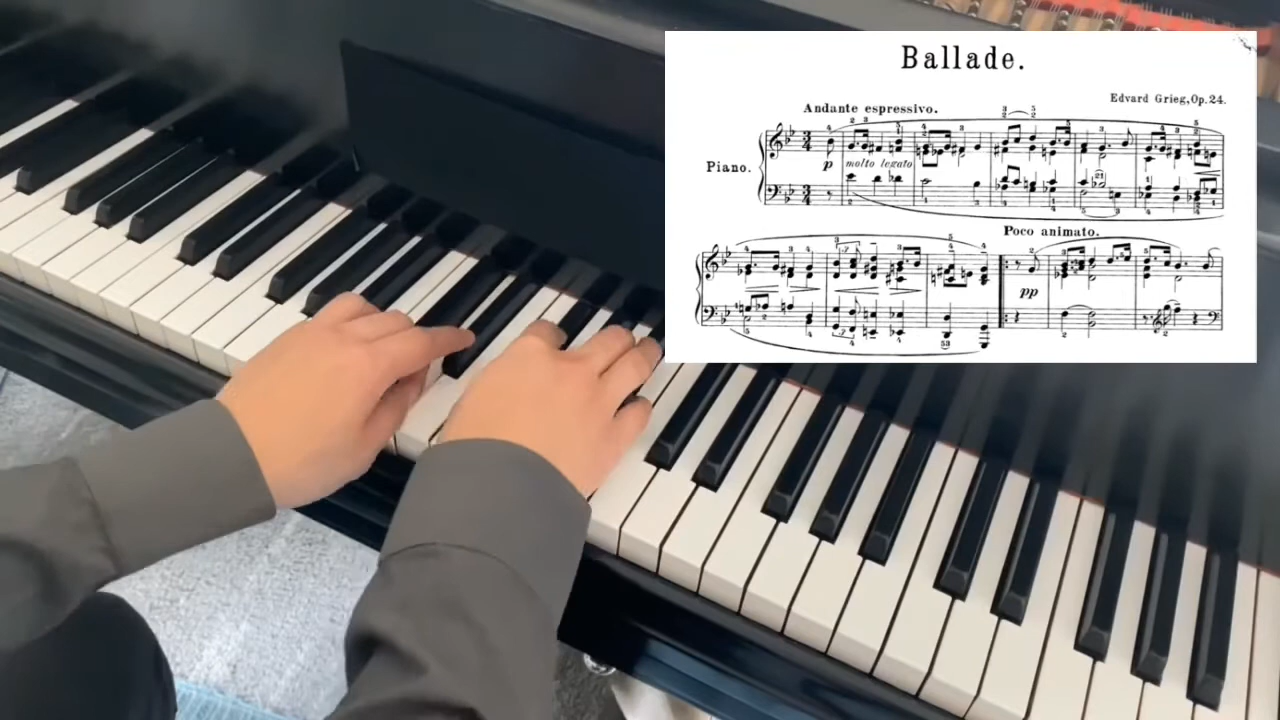 Ballade.
Edvard Grieg, Op. 24.
Andante espressivo.
Piano.
p molto legato
Poco animato.
pp